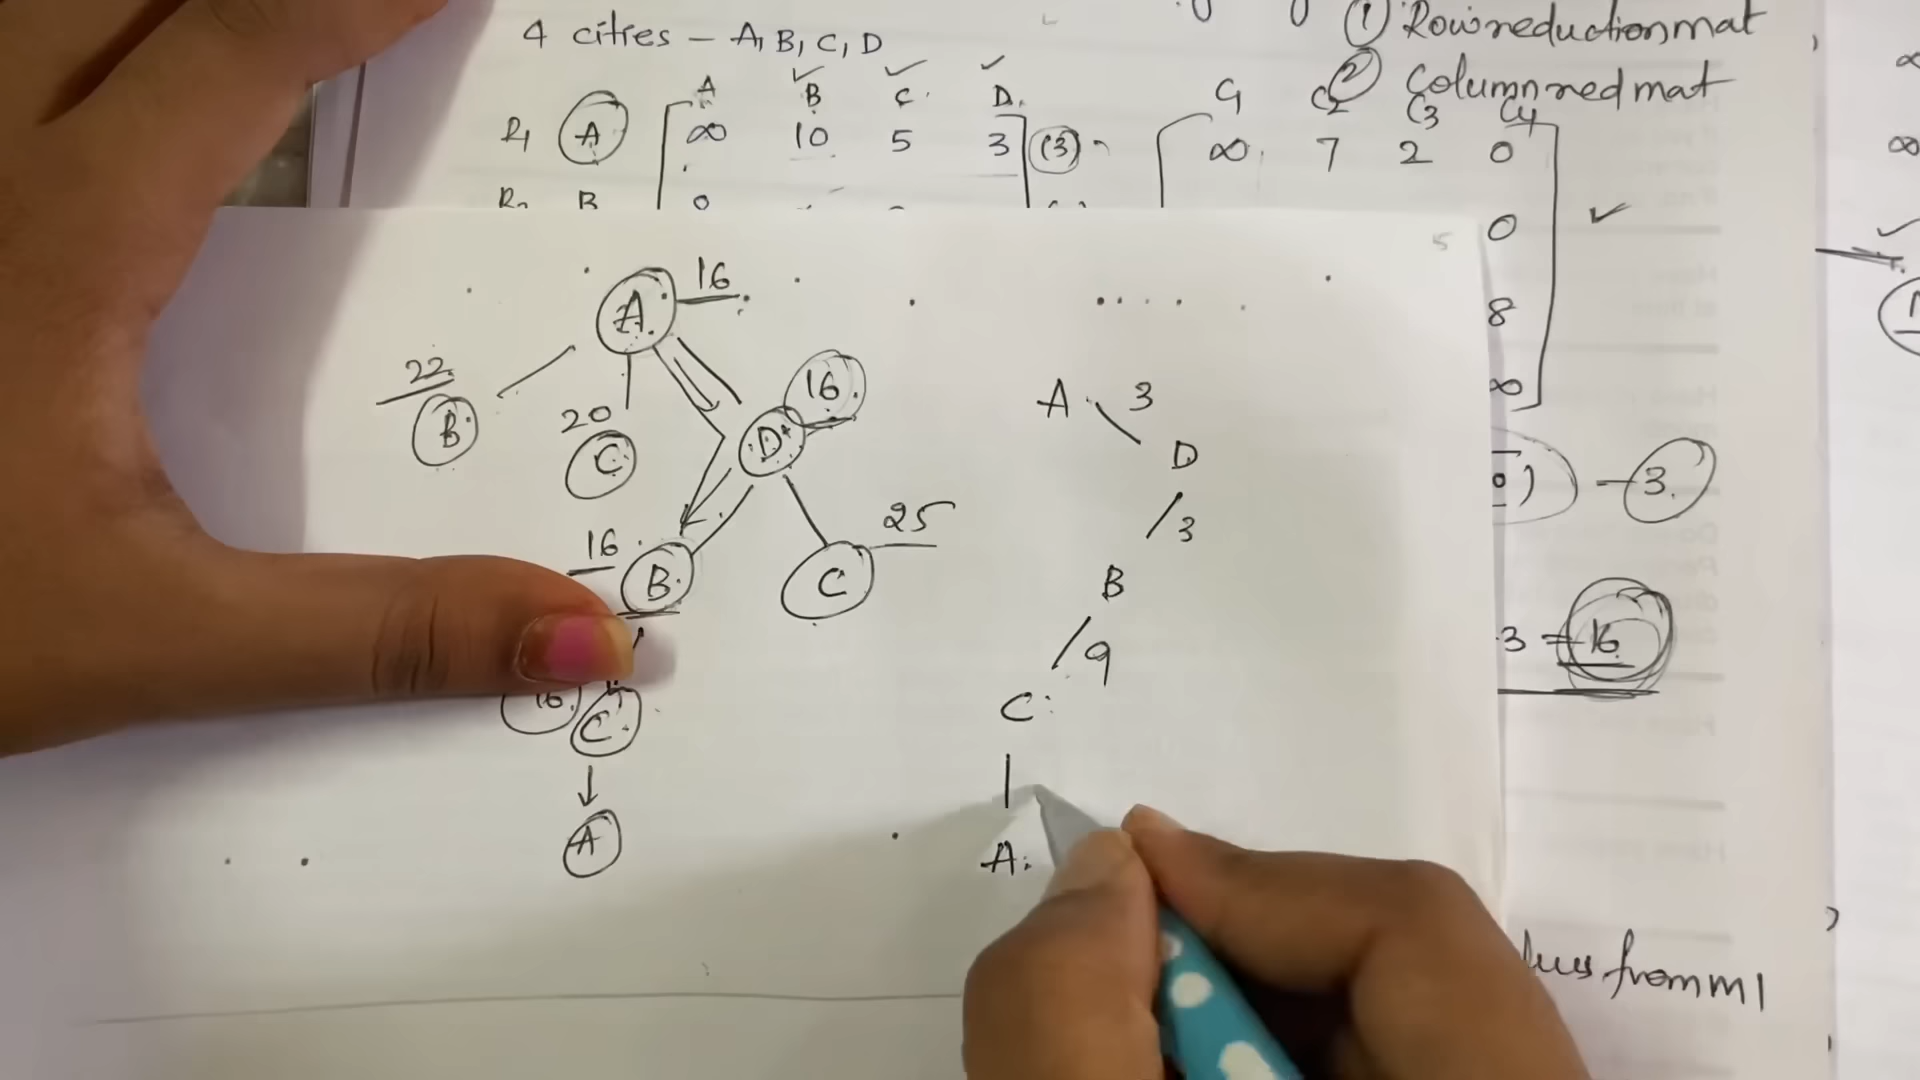 4 cities – A, B, C, D
① Row reduction mat
② Column red mat
A B C D
R1 A ∞ 10 5 3 (3)
R2 B 0
C1 C2 C3 C4
∞ 7 2 0
0
8
∞
0) – 3
3 = 16
A 16
22 B
20 C
D 16
16 B
C 25
16 C
A
A 3
D
3
B
9
C
A
from m1